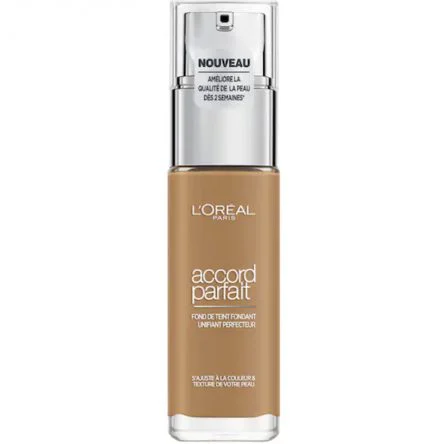 NOUVEAU
AMÉLIORE LA
QUALITÉ DE LA PEAU
DÈS 2 SEMAINES*
L'ORÉAL
PARIS
accord
parfait
FOND DE TEINT FONDANT
UNIFIANT PERFECTEUR
S'AJUSTE À LA COULEUR &
TEXTURE DE VOTRE PEAU